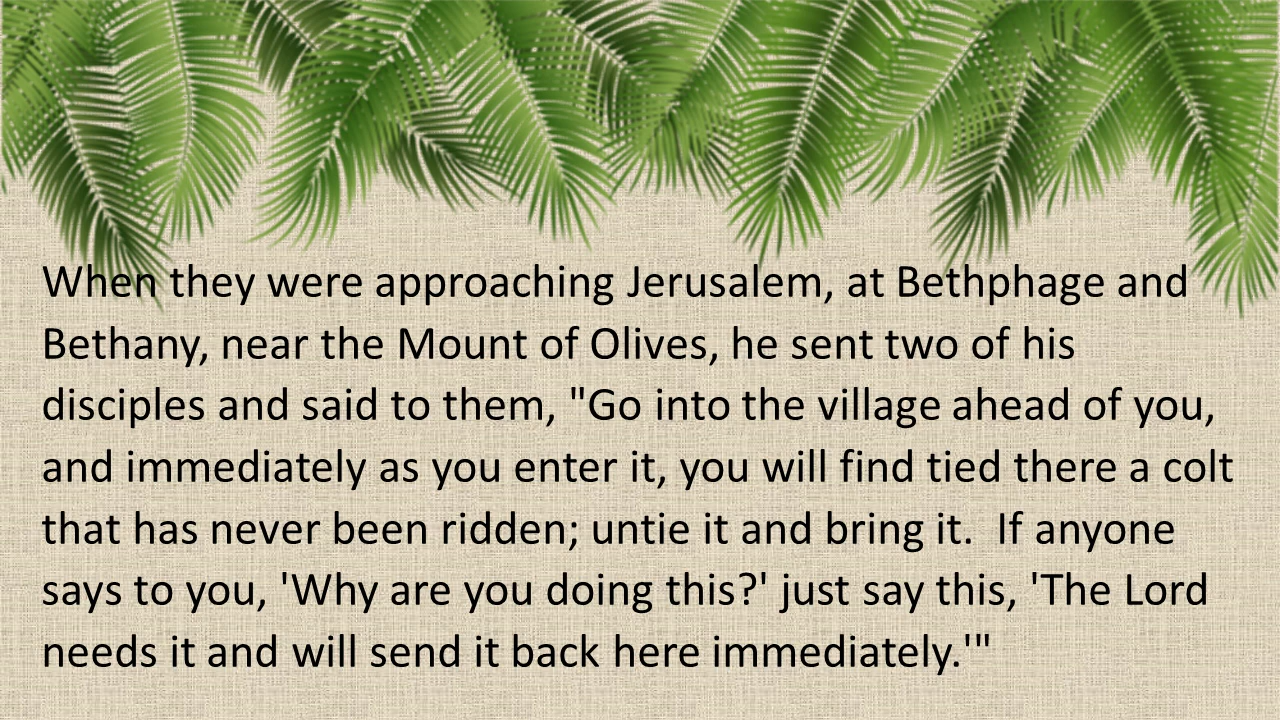 When they were approaching Jerusalem, at Bethphage and
Bethany, near the Mount of Olives, he sent two of his
disciples and said to them, "Go into the village ahead of you,
and immediately as you enter it, you will find tied there a colt
that has never been ridden; untie it and bring it.  If anyone
says to you, 'Why are you doing this?' just say this, 'The Lord
needs it and will send it back here immediately.'"